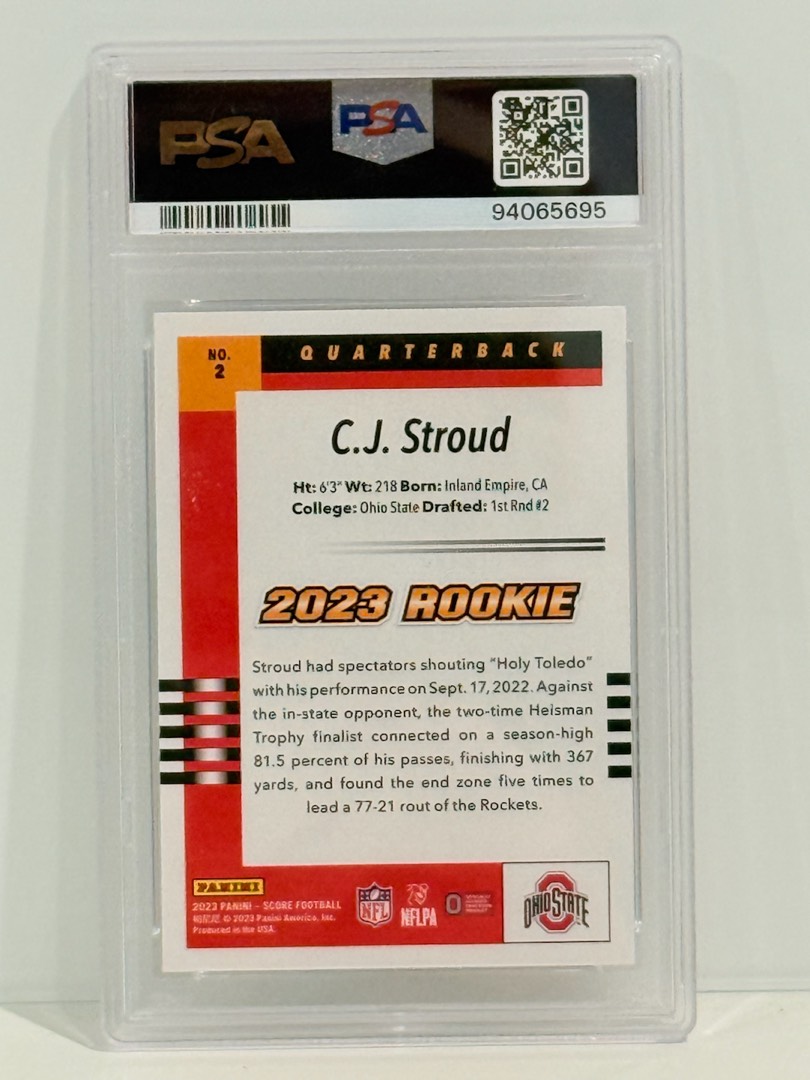 PSA
PSA
94065695
NO.
2
QUARTERBACK
C.J. Stroud
Ht: 6'3" Wt: 218 Born: Inland Empire, CA
College: Ohio State Drafted: 1st Rnd #2
2023 ROOKIE
Stroud had spectators shouting "Holy Toledo"
with his performance on Sept. 17, 2022. Against
the in-state opponent, the two-time Heisman
Trophy finalist connected on a season-high
81.5 percent of his passes, finishing with 367
yards, and found the end zone five times to
lead a 77-21 rout of the Rockets.
PANINI
2023 PANINI – SCORE FOOTBALL
© 2023 Panini America, Inc.
Produced in the USA.
NFL
NFLPA
OHIO STATE